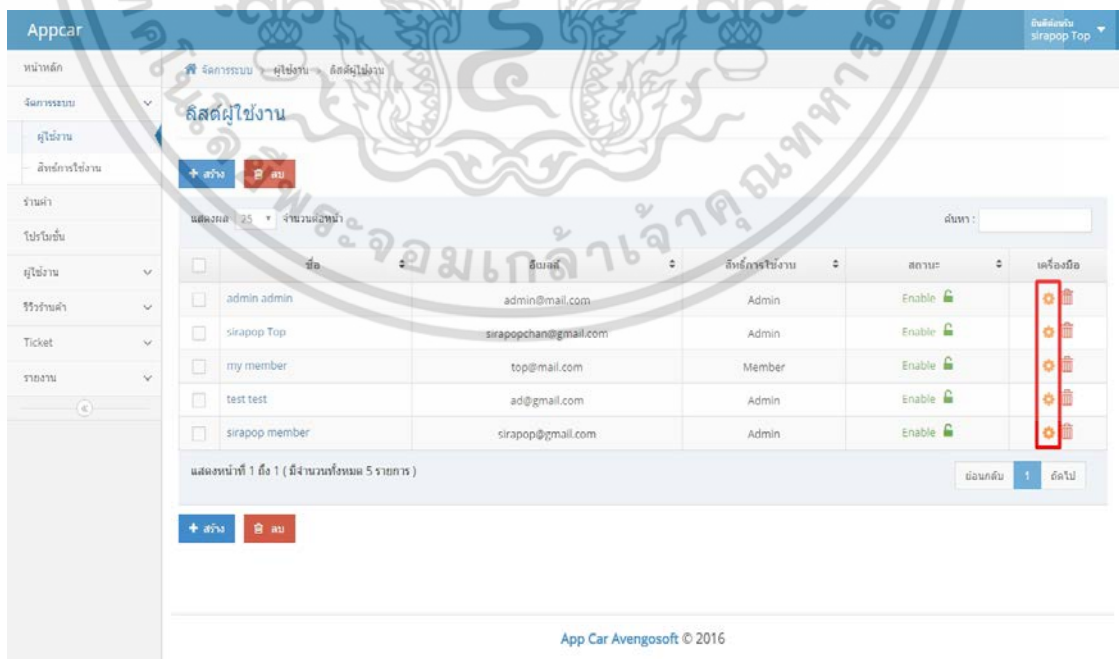 Appcar
ยินดีต้อนรับ
sirapop Top
หน้าหลัก
จัดการระบบ
ผู้ใช้งาน
สิทธ์การใช้งาน
ร้านค้า
โปรโมชั่น
ผู้ใช้งาน
รีวิวร้านค้า
Ticket
รายงาน
จัดการระบบ > ผู้ใช้งาน > ลิสต์ผู้ใช้งาน
ลิสต์ผู้ใช้งาน
+ สร้าง ลบ
แสดงผล 25 จำนวนต่อหน้า
ค้นหา :
ชื่อ อีเมลล์ สิทธ์การใช้งาน สถานะ เครื่องมือ
admin admin admin@mail.com Admin Enable
sirapop Top sirapopchan@gmail.com Admin Enable
my member top@mail.com Member Enable
test test ad@gmail.com Admin Enable
sirapop member sirapop@gmail.com Admin Enable
แสดงหน้าที่ 1 ถึง 1 ( มีจำนวนทั้งหมด 5 รายการ )
ย้อนกลับ 1 ถัดไป
+ สร้าง ลบ
App Car Avengosoft © 2016